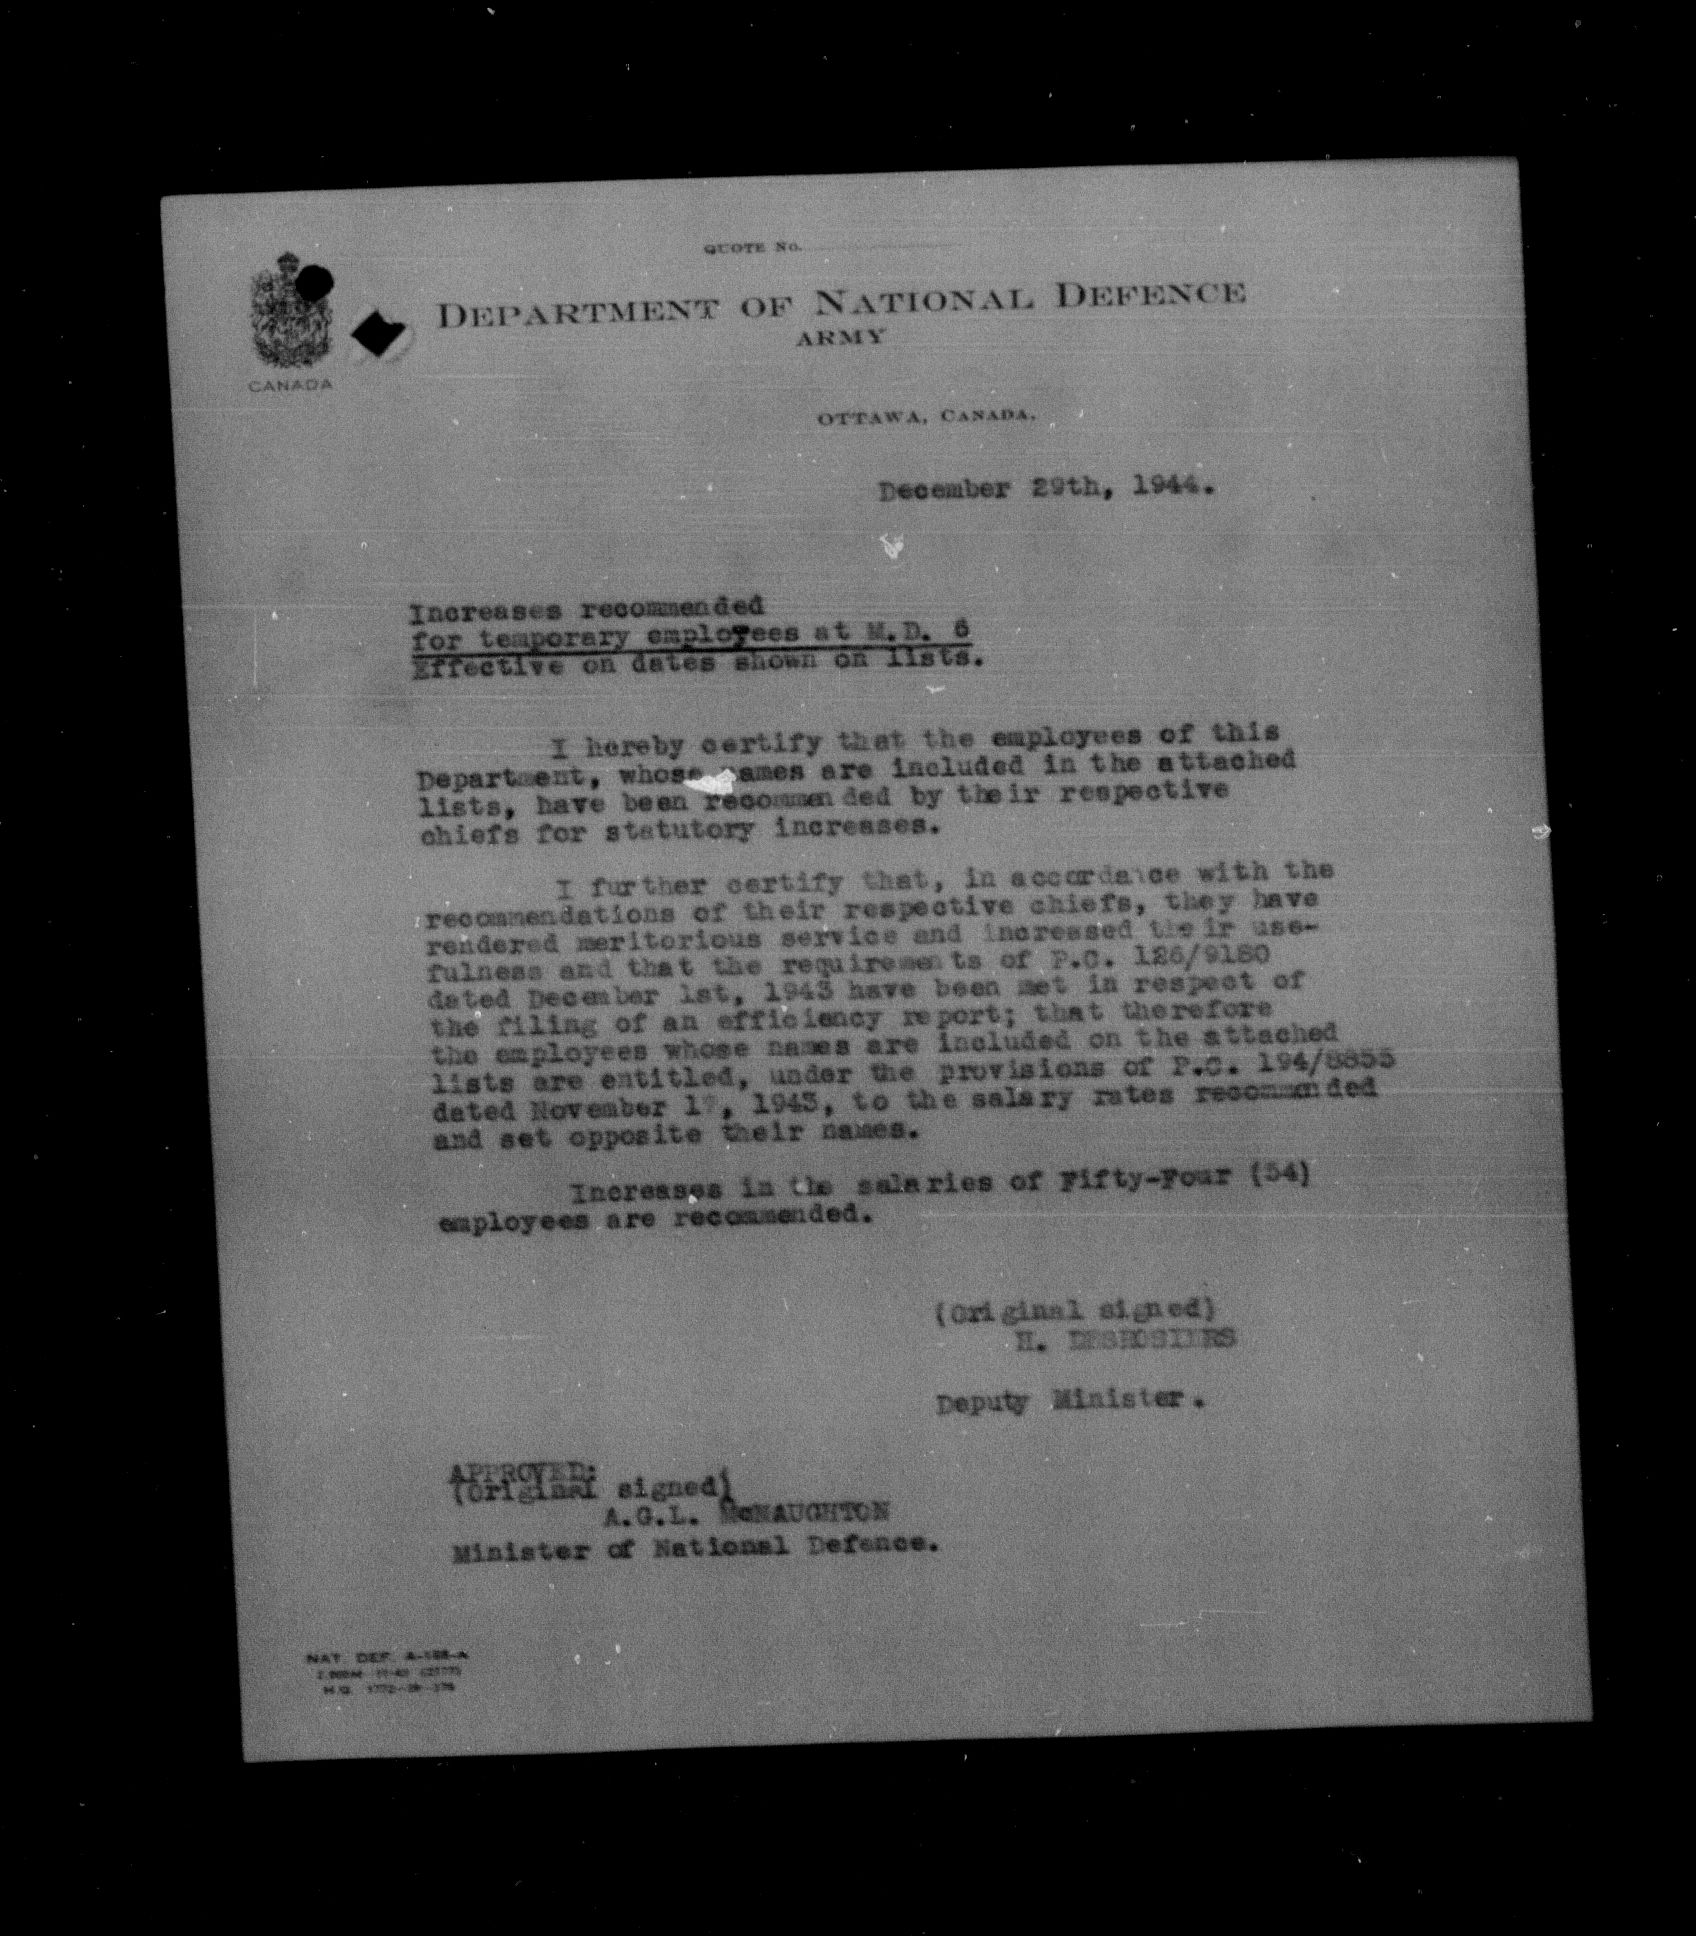 QUOTE No.
DEPARTMENT OF NATIONAL DEFENCE
ARMY
CANADA
OTTAWA, CANADA.
December 29th, 1944.
Increases recommended
for temporary employees at M.D. 6
Effective on dates shown on lists.
I hereby certify that the employees of this
Department, whose names are included in the attached
lists, have been recommended by their respective
chiefs for statutory increases.
I further certify that, in accordance with the
recommendations of their respective chiefs, they have
rendered meritorious service and increased their use-
fulness and that the requirements of P.C. 126/9180
dated December 1st, 1943 have been met in respect of
the filing of an efficiency report; that therefore
the employees whose names are included on the attached
lists are entitled, under the provisions of P.C. 194/8855
dated November 1 , 1943, to the salary rates recommended
and set opposite their names.
Increases in the salaries of Fifty-Four (54)
employees are recommended.
(Original signed)
H. DESROSIERS
Deputy Minister.
APPROVED:
(Original signed)
A.G.L. McNAUGHTON
Minister of National Defence.
NAT. DEF. A-188-A
H.Q. 1772-39-